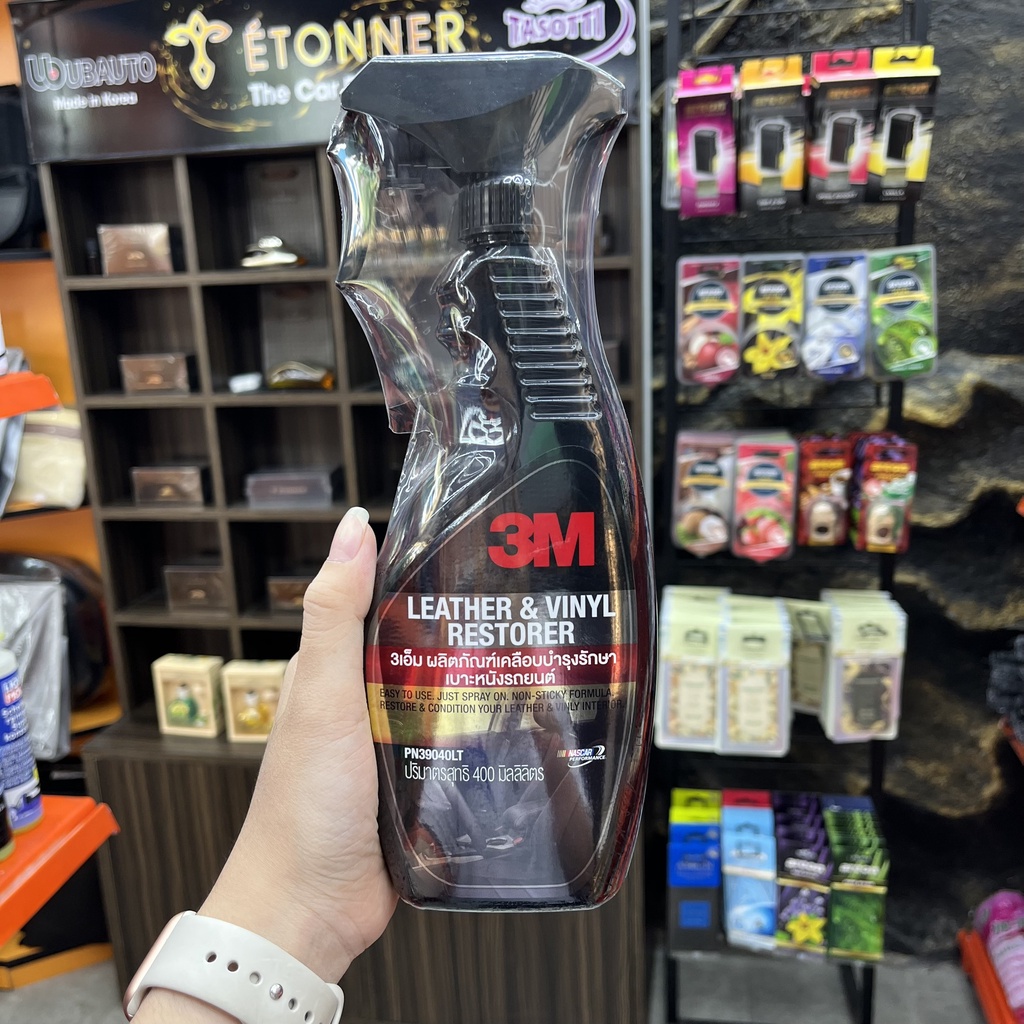 UBAUTO
Made in Korea
ÉTONNER
The Car
TASOTTI
3M
LEATHER & VINYL
RESTORER
3เอ็ม ผลิตภัณฑ์เคลือบบำรุงรักษา
เบาะหนังรถยนต์
EASY TO USE. JUST SPRAY ON. NON-STICKY FORMULA.
RESTORE & CONDITION YOUR LEATHER & VINLY INTERIOR.
PN39040LT
NASCAR
PERFORMANCE
ปริมาตรสุทธิ 400 มิลลิลิตร